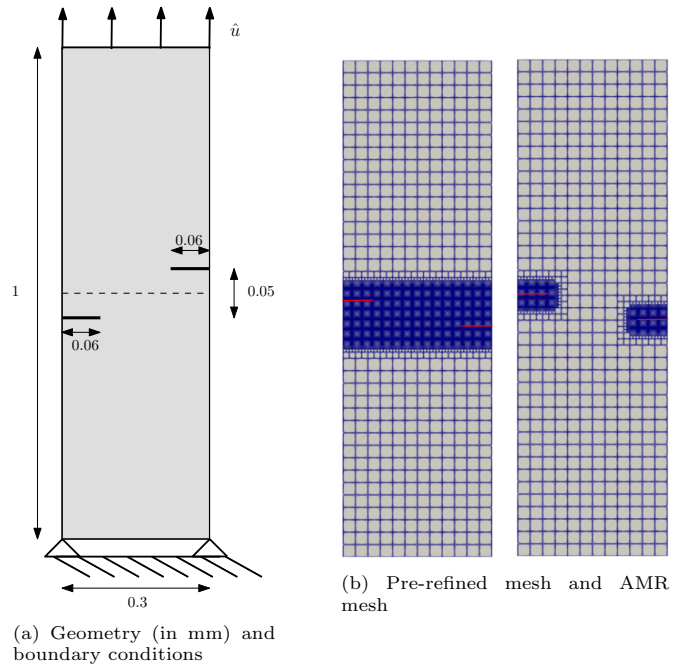 û
0.06
1
0.05
0.06
0.3
(a) Geometry (in mm) and
boundary conditions
(b) Pre-refined mesh and AMR
mesh